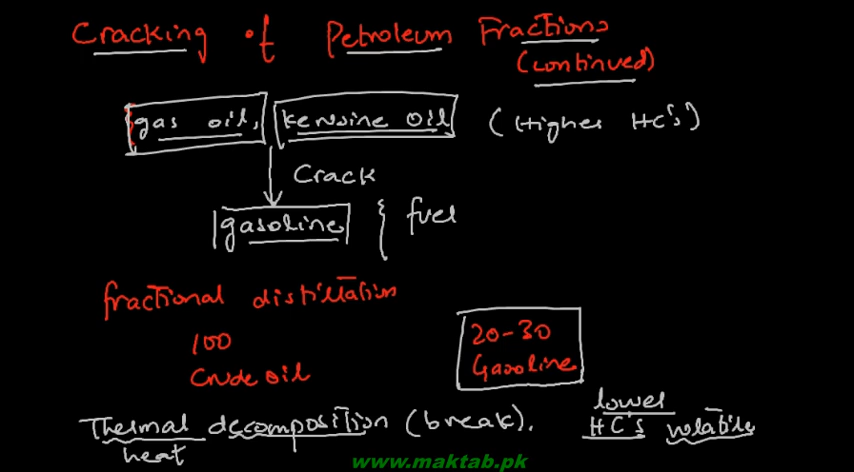 Cracking of Petroleum Fractions
(continued)
gas oil, kerosine oil (Higher HC's)
Crack
gasoline { fuel
fractional distillation
100 20-30
Crude oil Gasoline
lower
Thermal decomposition (break). HC's volatile
heat
www.maktab.pk